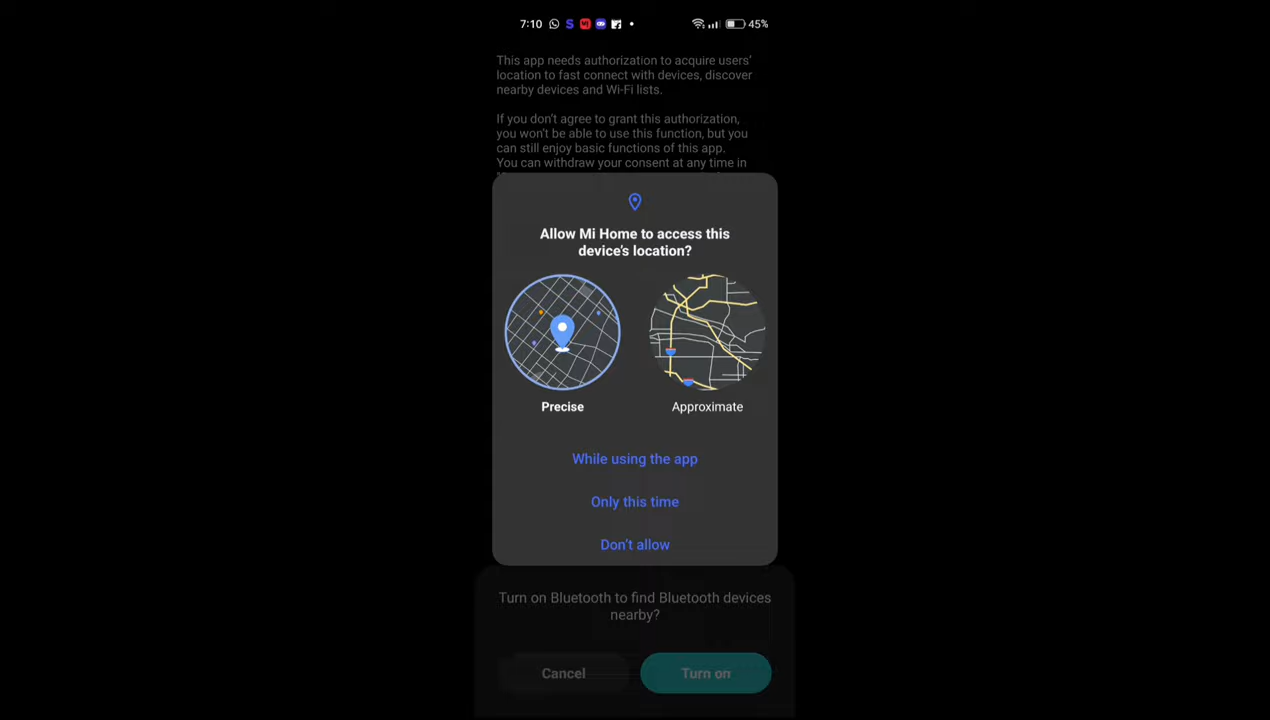 7:10 S 45%
This app needs authorization to acquire users'
location to fast connect with devices, discover
nearby devices and Wi-Fi lists.
If you don't agree to grant this authorization,
you won't be able to use this function, but you
can still enjoy basic functions of this app.
You can withdraw your consent at any time in
Allow Mi Home to access this
device's location?
Precise Approximate
While using the app
Only this time
Don't allow
Turn on Bluetooth to find Bluetooth devices
nearby?
Cancel Turn on